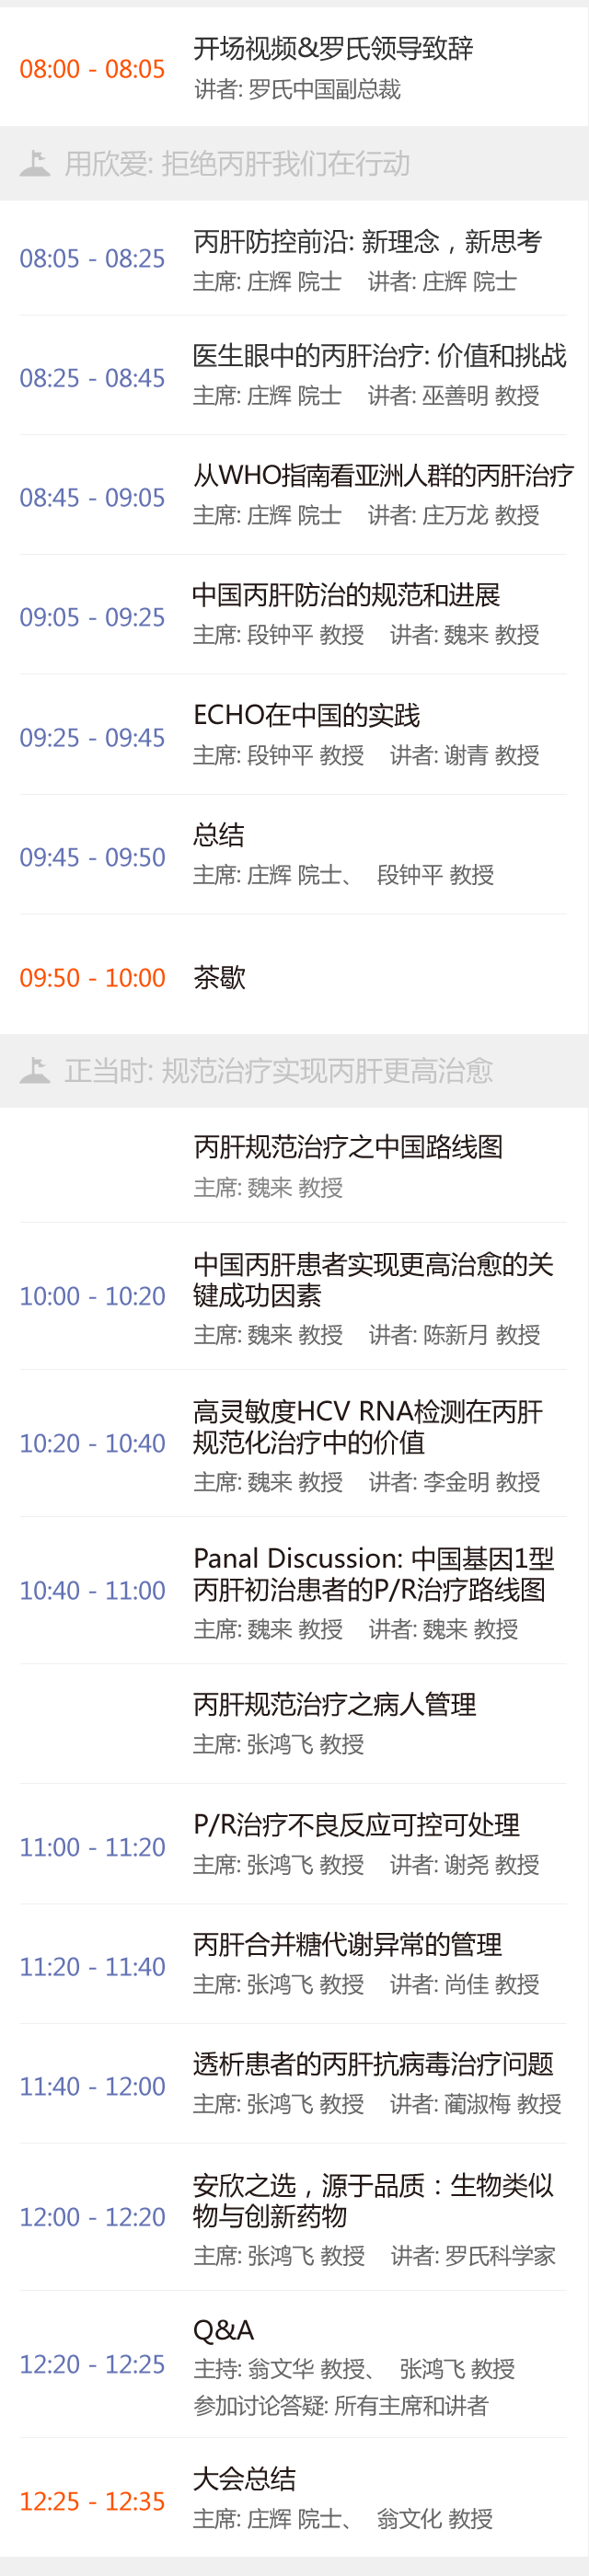 08:00 - 08:05
开场视频&罗氏领导致辞
讲者: 罗氏中国副总裁
用欣爱: 拒绝丙肝我们在行动
08:05 - 08:25
丙肝防控前沿: 新理念，新思考
主席: 庄辉 院士 讲者: 庄辉 院士
08:25 - 08:45
医生眼中的丙肝治疗: 价值和挑战
主席: 庄辉 院士 讲者: 巫善明 教授
08:45 - 09:05
从WHO指南看亚洲人群的丙肝治疗
主席: 庄辉 院士 讲者: 庄万龙 教授
09:05 - 09:25
中国丙肝防治的规范和进展
主席: 段钟平 教授 讲者: 魏来 教授
09:25 - 09:45
ECHO在中国的实践
主席: 段钟平 教授 讲者: 谢青 教授
09:45 - 09:50
总结
主席: 庄辉 院士、 段钟平 教授
09:50 - 10:00
茶歇
正当时: 规范治疗实现丙肝更高治愈
丙肝规范治疗之中国路线图
主席: 魏来 教授
10:00 - 10:20
中国丙肝患者实现更高治愈的关
键成功因素
主席: 魏来 教授 讲者: 陈新月 教授
10:20 - 10:40
高灵敏度HCV RNA检测在丙肝
规范化治疗中的价值
主席: 魏来 教授 讲者: 李金明 教授
10:40 - 11:00
Panal Discussion: 中国基因1型
丙肝初治患者的P/R治疗路线图
主席: 魏来 教授 讲者: 魏来 教授
丙肝规范治疗之病人管理
主席: 张鸿飞 教授
11:00 - 11:20
P/R治疗不良反应可控可处理
主席: 张鸿飞 教授 讲者: 谢尧 教授
11:20 - 11:40
丙肝合并糖代谢异常的管理
主席: 张鸿飞 教授 讲者: 尚佳 教授
11:40 - 12:00
透析患者的丙肝抗病毒治疗问题
主席: 张鸿飞 教授 讲者: 蔺淑梅 教授
12:00 - 12:20
安欣之选，源于品质：生物类似
物与创新药物
主席: 张鸿飞 教授 讲者: 罗氏科学家
12:20 - 12:25
Q&A
主持: 翁文华 教授、 张鸿飞 教授
参加讨论答疑: 所有主席和讲者
12:25 - 12:35
大会总结
主席: 庄辉 院士、 翁文化 教授